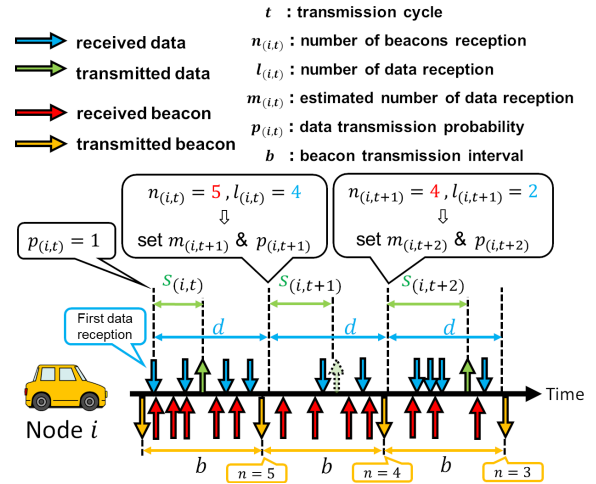 t : transmission cycle
received data
n(i,t) : number of beacons reception
transmitted data
l(i,t) : number of data reception
m(i,t) : estimated number of data reception
received beacon
p(i,t) : data transmission probability
transmitted beacon
b : beacon transmission interval
n(i,t) = 5 , l(i,t) = 4
⇩
set m(i,t+1) & p(i,t+1)
n(i,t+1) = 4 , l(i,t+1) = 2
⇩
set m(i,t+2) & p(i,t+2)
p(i,t) = 1
S(i,t)
S(i,t+1)
S(i,t+2)
First data
reception
d
d
d
Time
Node i
b
n = 5
b
n = 4
b
n = 3